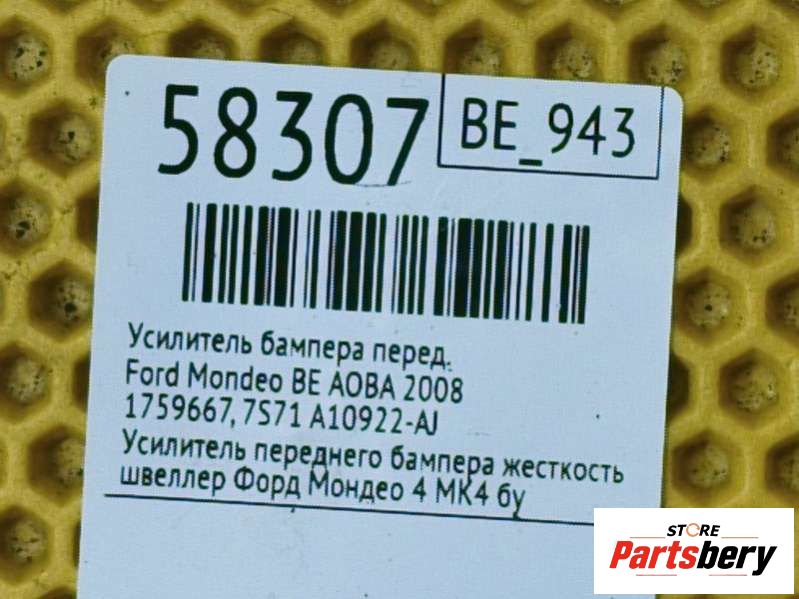 58307
BE_943
Усилитель бампера перед.
Ford Mondeo BE AOBA 2008
1759667, 7S71 A10922-AJ
Усилитель переднего бампера жесткость
швеллер Форд Мондео 4 МК4 бу
STORE
Partsbery